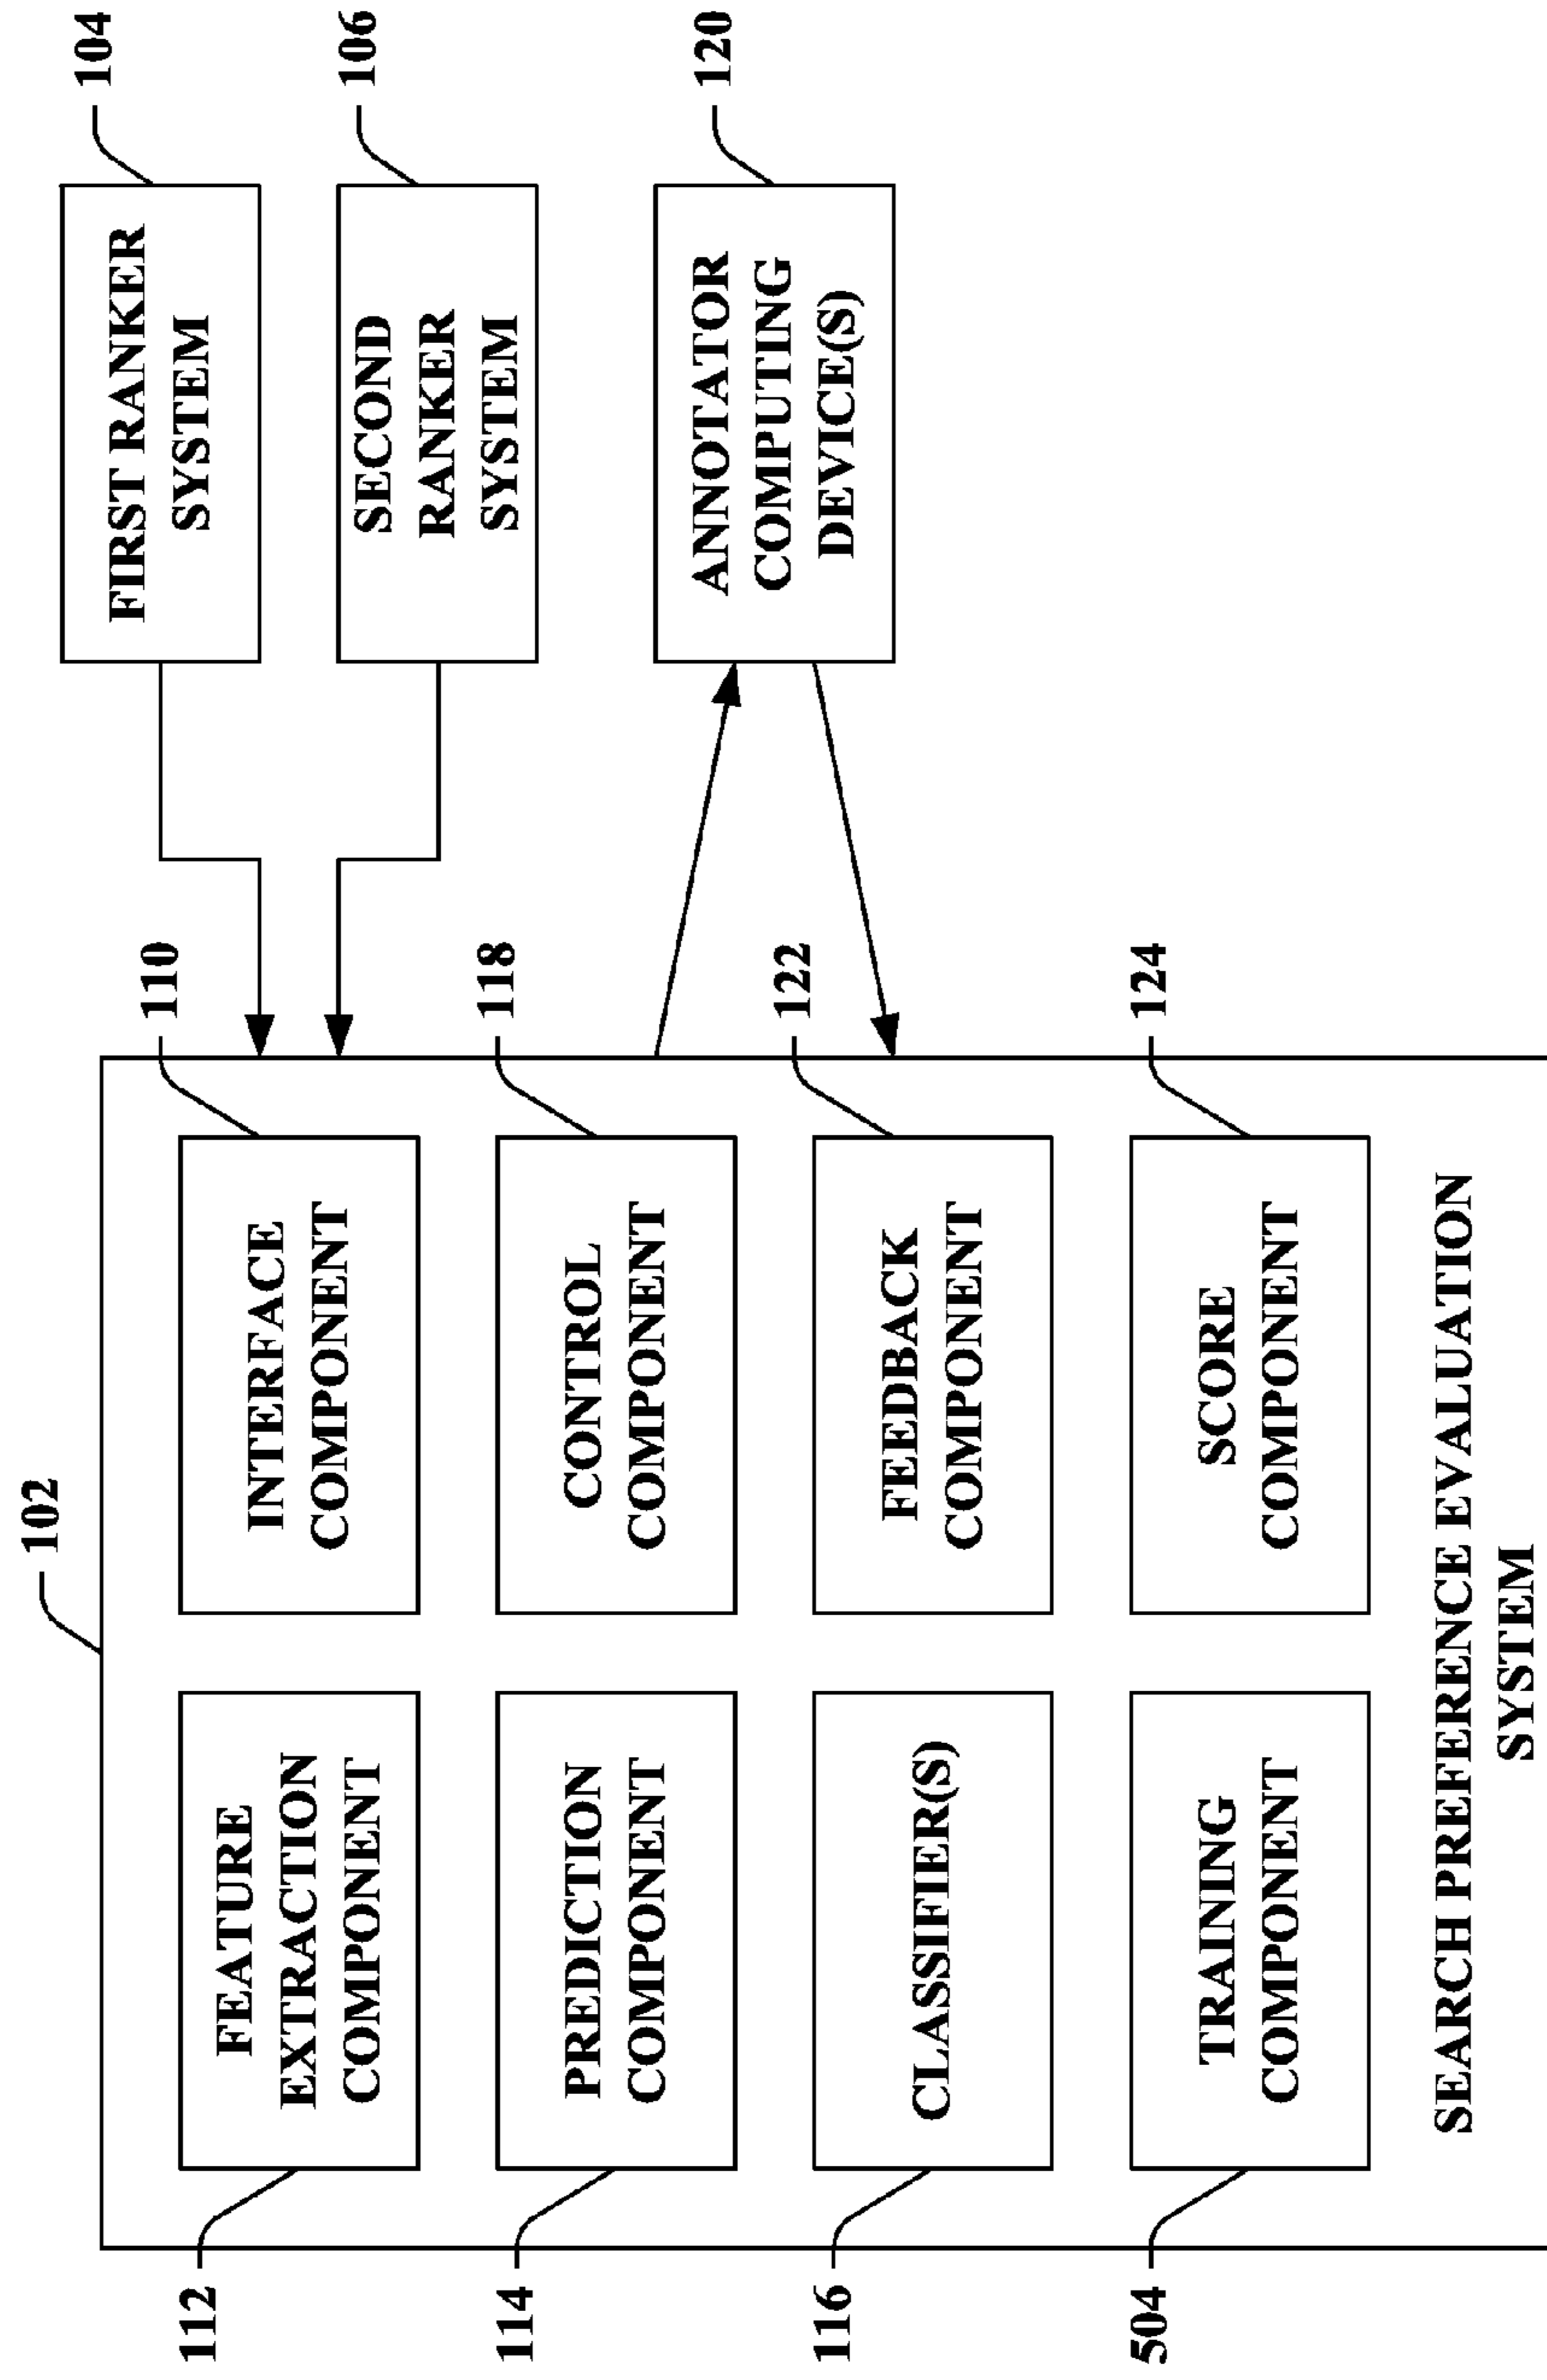 102
112
FEATURE
EXTRACTION
COMPONENT
110
INTERFACE
COMPONENT
104
FIRST RANKER
SYSTEM
114
PREDICTION
COMPONENT
118
CONTROL
COMPONENT
106
SECOND
RANKER
SYSTEM
116
CLASSIFIER(S)
122
FEEDBACK
COMPONENT
120
ANNOTATOR
COMPUTING
DEVICE(S)
504
TRAINING
COMPONENT
124
SCORE
COMPONENT
SEARCH PREFERENCE EVALUATION
SYSTEM